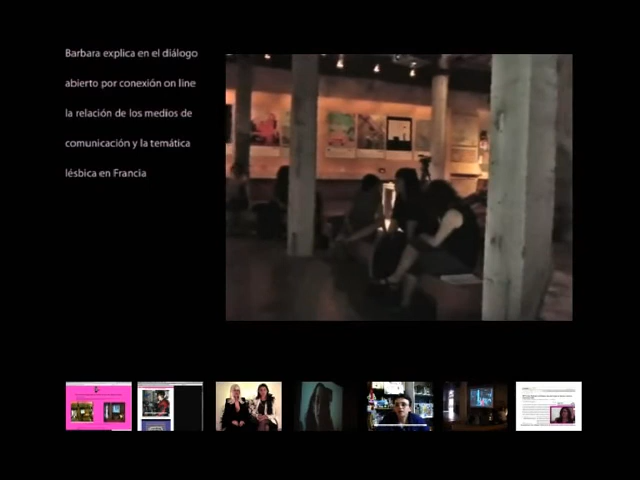 Barbara explica en el diálogo
abierto por conexión on line
la relación de los medios de
comunicación y la temática
lésbica en Francia